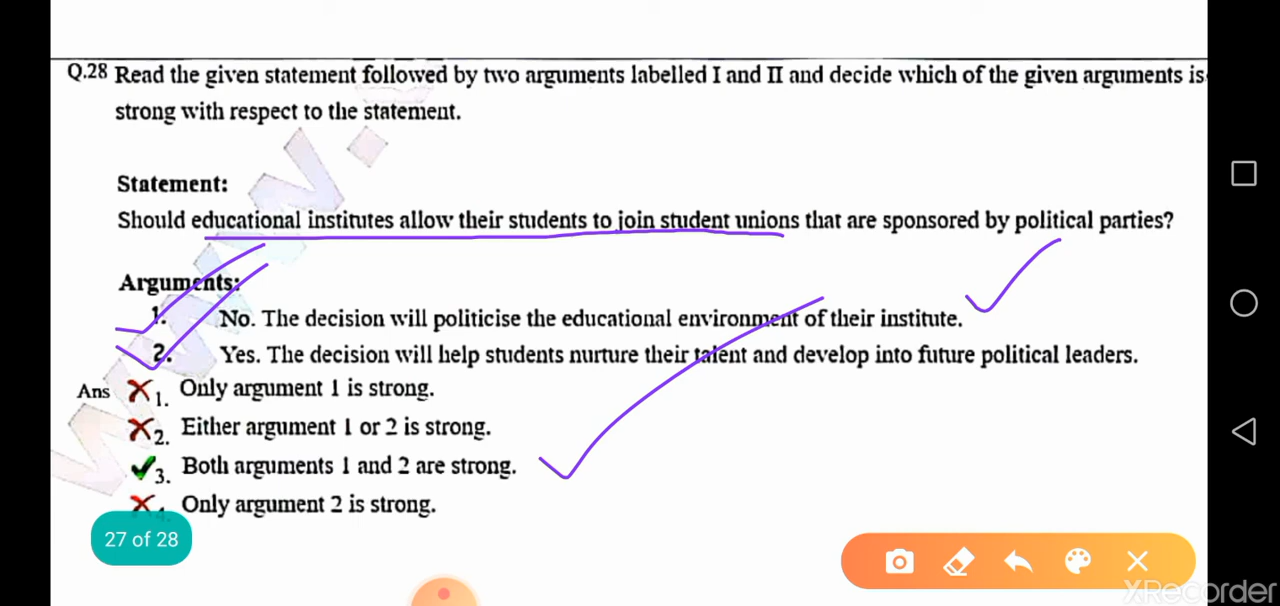 Q.28 Read the given statement followed by two arguments labelled I and II and decide which of the given arguments is
strong with respect to the statement.
Statement:
Should educational institutes allow their students to join student unions that are sponsored by political parties?
Arguments:
1. No. The decision will politicise the educational environment of their institute.
2. Yes. The decision will help students nurture their talent and develop into future political leaders.
Ans 1. Only argument 1 is strong.
2. Either argument 1 or 2 is strong.
3. Both arguments 1 and 2 are strong.
4. Only argument 2 is strong.
27 of 28
XRecorder